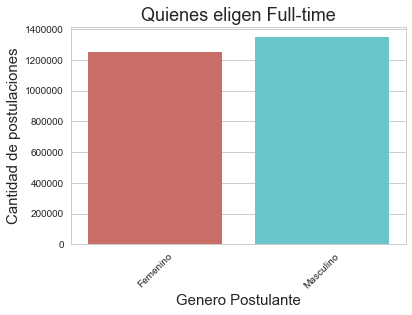 Quienes eligen Full-time
Cantidad de postulaciones
1400000
1200000
1000000
800000
600000
400000
200000
0
Femenino
Masculino
Genero Postulante